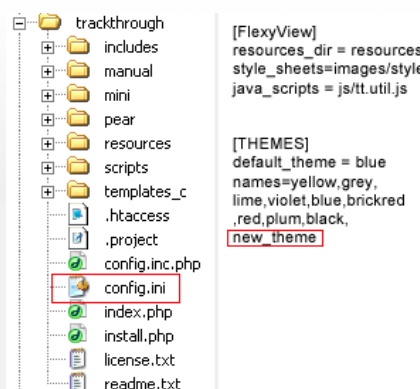 trackthrough
includes
manual
mini
pear
resources
scripts
templates_c
.htaccess
.project
config.inc.php
config.ini
index.php
install.php
license.txt
readme.txt
[FlexyView]
resources_dir = resources
style_sheets=images/style
java_scripts = js/tt.util.js
[THEMES]
default_theme = blue
names=yellow,grey,
lime,violet,blue,brickred
,red,plum,black,
new_theme